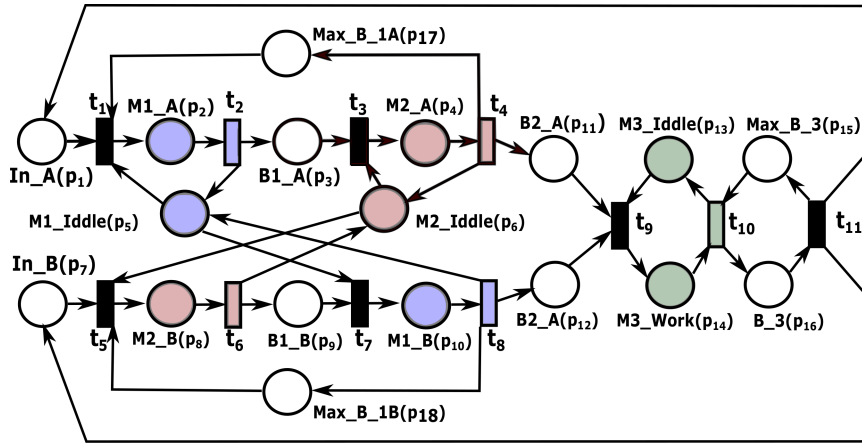 Max_B_1A(p17)
t1
M1_A(p2)
t2
t3
M2_A(p4)
t4
B2_A(p11)
M3_Iddle(p13)
Max_B_3(p15)
In_A(p1)
B1_A(p3)
M1_Iddle(p5)
M2_Iddle(p6)
t9
t10
t11
In_B(p7)
t5
M2_B(p8)
t6
B1_B(p9)
t7
M1_B(p10)
t8
B2_A(p12)
M3_Work(p14)
B_3(p16)
Max_B_1B(p18)